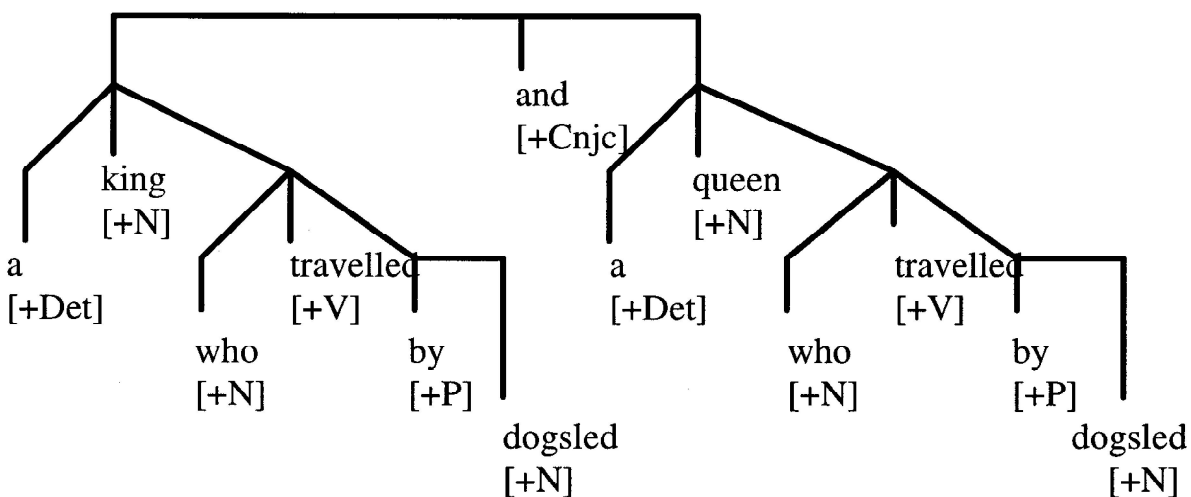 and
[+Cnjc]
king
[+N]
queen
[+N]
a
[+Det]
travelled
[+V]
a
[+Det]
travelled
[+V]
who
[+N]
by
[+P]
who
[+N]
by
[+P]
dogsled
[+N]
dogsled
[+N]